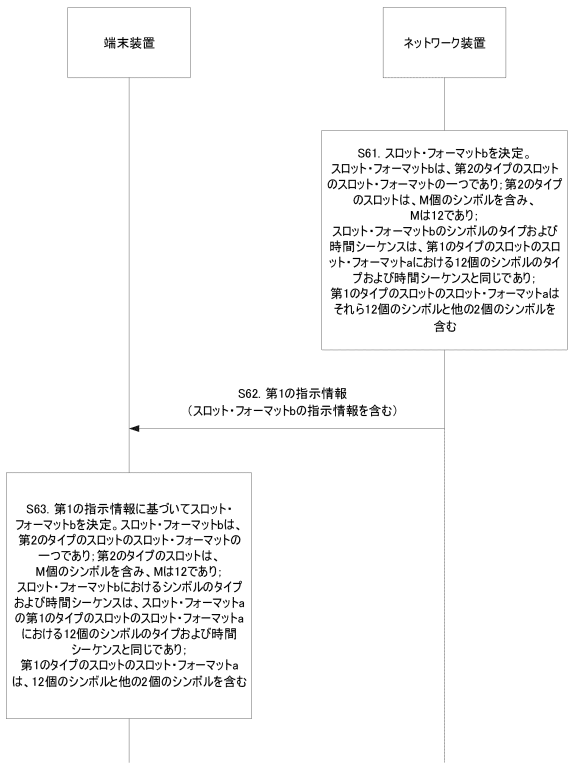 端末装置
ネットワーク装置
S61. スロット・フォーマットbを決定。
スロット・フォーマットbは、第2のタイプのスロット
のスロット・フォーマットの一つであり; 第2のタイプ
のスロットは、M個のシンボルを含み、
Mは12であり;
スロット・フォーマットbのシンボルのタイプおよび
時間シーケンスは、第1のタイプのスロットのスロ
ット・フォーマットaにおける12個のシンボルのタイ
プおよび時間シーケンスと同じであり;
第1のタイプのスロットのスロット・フォーマットaは
それら12個のシンボルと他の2個のシンボルを
含む
S62. 第1の指示情報
（スロット・フォーマットbの指示情報を含む）
S63. 第1の指示情報に基づいてスロット・
フォーマットbを決定。スロット・フォーマットbは、
第2のタイプのスロットのスロット・フォーマットの
一つであり; 第2のタイプのスロットは、
M個のシンボルを含み、Mは12であり;
スロット・フォーマットbにおけるシンボルのタイプ
および時間シーケンスは、スロット・フォーマットa
の第1のタイプのスロットのスロット・フォーマットa
における12個のシンボルのタイプおよび時間
シーケンスと同じであり;
第1のタイプのスロットのスロット・フォーマットa
は、12個のシンボルと他の2個のシンボルを含む